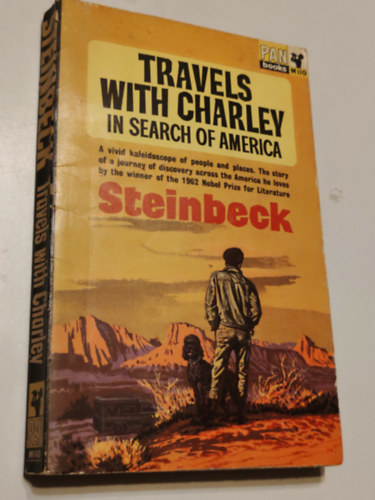 PAN
books
M110
TRAVELS
WITH CHARLEY
IN SEARCH OF AMERICA
A vivid kaleidoscope of people and places. The story
of a journey of discovery across the America he loves
by the winner of the 1962 Nobel Prize for Literature
Steinbeck
STEINBECK Travels with Charley
M110